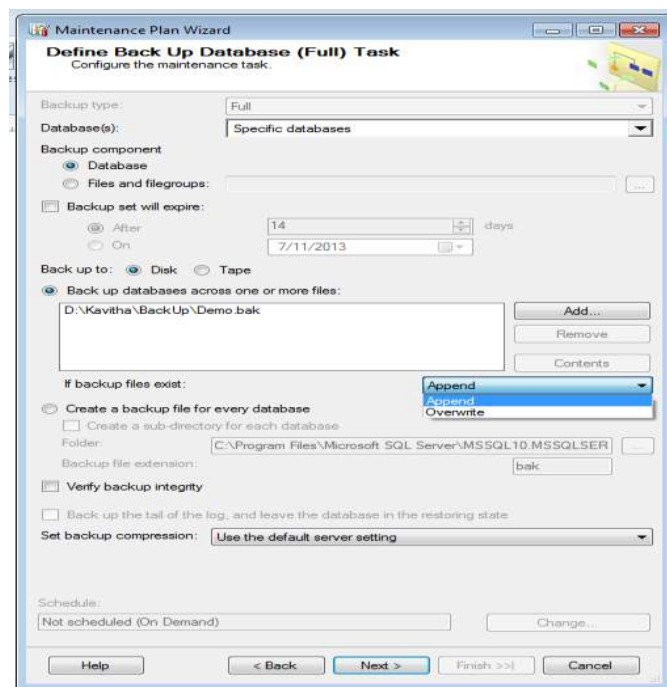 Maintenance Plan Wizard
Define Back Up Database (Full) Task
Configure the maintenance task.
Backup type: Full
Database(s): Specific databases
Backup component
Database
Files and filegroups: ...
Backup set will expire:
After 14 days
On 7/11/2013
Back up to: Disk Tape
Back up databases across one or more files:
D:\Kavitha\BackUp\Demo.bak
Add...
Remove
Contents
If backup files exist: Append
Append
Overwrite
Create a backup file for every database
Create a sub-directory for each database
Folder: C:\Program Files\Microsoft SQL Server\MSSQL10.MSSQLSER ...
Backup file extension: bak
Verify backup integrity
Back up the tail of the log, and leave the database in the restoring state
Set backup compression: Use the default server setting
Schedule:
Not scheduled (On Demand) Change...
Help < Back Next > Finish >>| Cancel